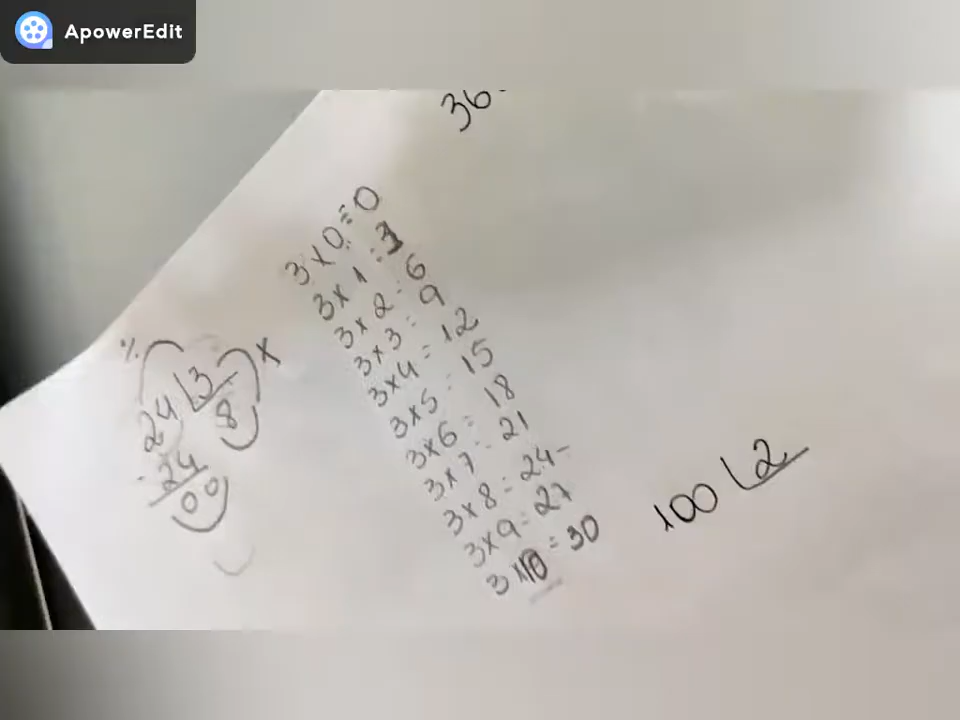 ApowerEdit
36
3x0=0
3x1=3
3x2=6
3x3=9
3x4=12
3x5=15
3x6=18
3x7=21
3x8=24-
3x9=27
3x10=30
% x
24 3
8
-24
00
100 2